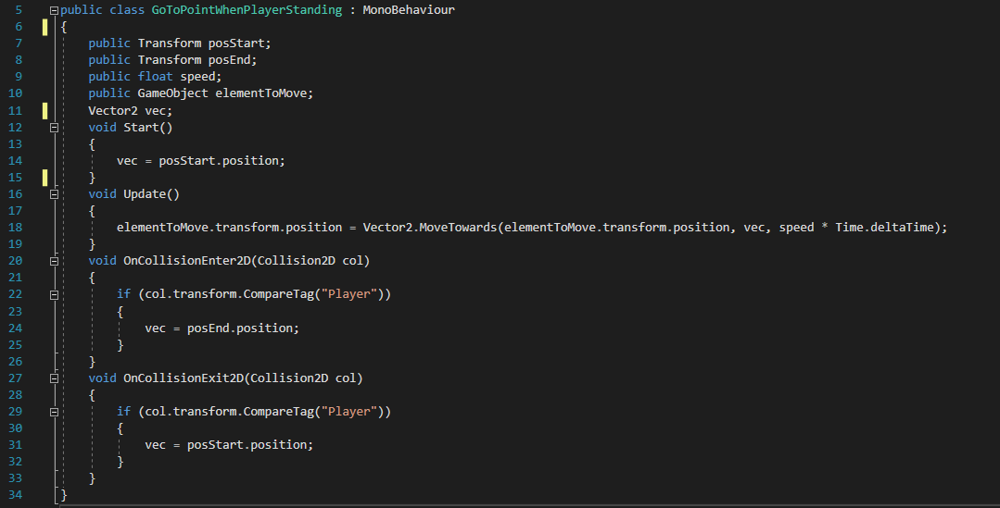 5 public class GoToPointWhenPlayerStanding : MonoBehaviour
6 {
7 public Transform posStart;
8 public Transform posEnd;
9 public float speed;
10 public GameObject elementToMove;
11 Vector2 vec;
12 void Start()
13 {
14 vec = posStart.position;
15 }
16 void Update()
17 {
18 elementToMove.transform.position = Vector2.MoveTowards(elementToMove.transform.position, vec, speed * Time.deltaTime);
19 }
20 void OnCollisionEnter2D(Collision2D col)
21 {
22 if (col.transform.CompareTag("Player"))
23 {
24 vec = posEnd.position;
25 }
26 }
27 void OnCollisionExit2D(Collision2D col)
28 {
29 if (col.transform.CompareTag("Player"))
30 {
31 vec = posStart.position;
32 }
33 }
34 }